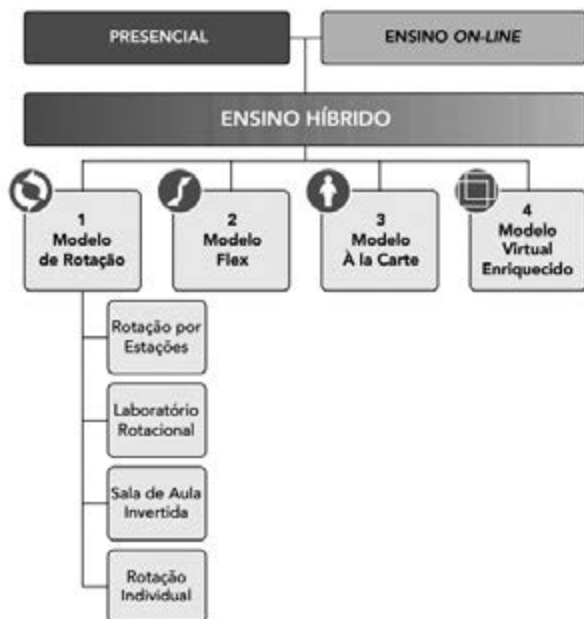 PRESENCIAL
ENSINO ON-LINE
ENSINO HÍBRIDO
1
Modelo
de Rotação
2
Modelo
Flex
3
Modelo
À la Carte
4
Modelo
Virtual
Enriquecido
Rotação por
Estações
Laboratório
Rotacional
Sala de Aula
Invertida
Rotação
Individual